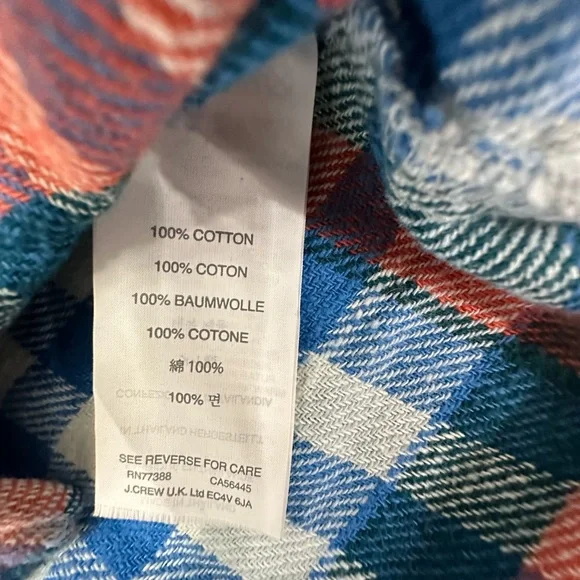 100% COTTON
100% COTON
100% BAUMWOLLE
100% COTONE
綿 100%
100% 면
SEE REVERSE FOR CARE
RN77388 CA56445
J.CREW U.K. Ltd EC4V 6JA